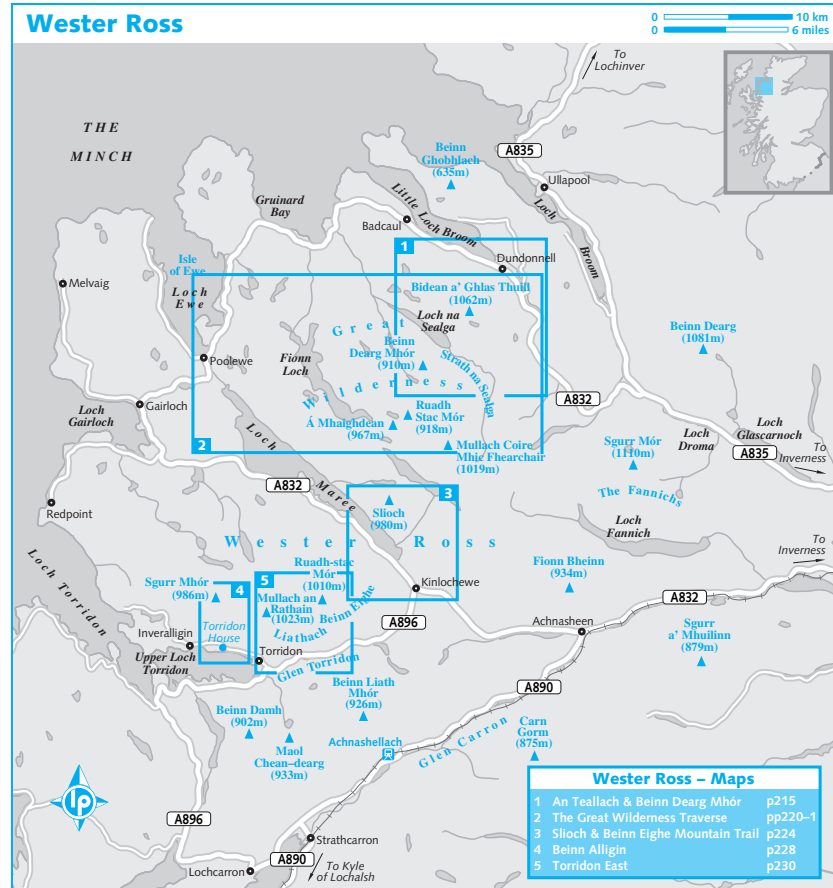 Wester Ross
0 10 km
0 6 miles
To
Lochinver
THE
MINCH
A835
Beinn
Ghobhlach
(635m)
Ullapool
Gruinard
Bay
Little Loch Broom
Badcaul
Loch
Broom
1
Isle
of Ewe
Dundonnell
Melvaig
Loch
Ewe
Bidean a' Ghlas Thuill
(1062m)
Great
Loch na
Sealga
Beinn Dearg
(1081m)
Beinn
Dearg Mhór
(910m)
Poolewe
Fionn
Loch
Strath na
Sealga
Wilderness
A832
Loch
Gairloch
Gairloch
Ruadh
Stac Mór
(918m)
Á Mhaighdean
(967m)
Loch
Glascarnoch
Loch
Droma
To
Inverness
A835
2
Loch
Maree
Mullach Coire
Mhic Fhearchair
(1019m)
Sgurr Mór
(1110m)
A832
3
The Fannichs
Redpoint
Slioch
(980m)
Loch
Fannich
Wester Ross
To
Inverness
Loch Torridon
Ruadh-stac
Mór
(1010m)
Fionn Bheinn
(934m)
Sgurr Mhór
(986m)
4
5
Kinlochewe
Mullach an
Rathain
(1023m)
Beinn Eighe
A832
Liathach
A896
Achnasheen
Inveralligin
Torridon
House
Sgurr
a' Mhuilinn
(879m)
Upper Loch
Torridon
Torridon
Glen Torridon
Beinn Liath
Mhór
(926m)
A890
Beinn Damh
(902m)
Maol
Chean–dearg
(933m)
Achnashellach
Glen Carron
Carn
Gorm
(875m)
lp
A896
Strathcarron
A890
Lochcarron
To Kyle
of Lochalsh
Wester Ross – Maps
1 An Teallach & Beinn Dearg Mhór p215
2 The Great Wilderness Traverse pp220–1
3 Slioch & Beinn Eighe Mountain Trail p224
4 Beinn Alligin p228
5 Torridon East p230